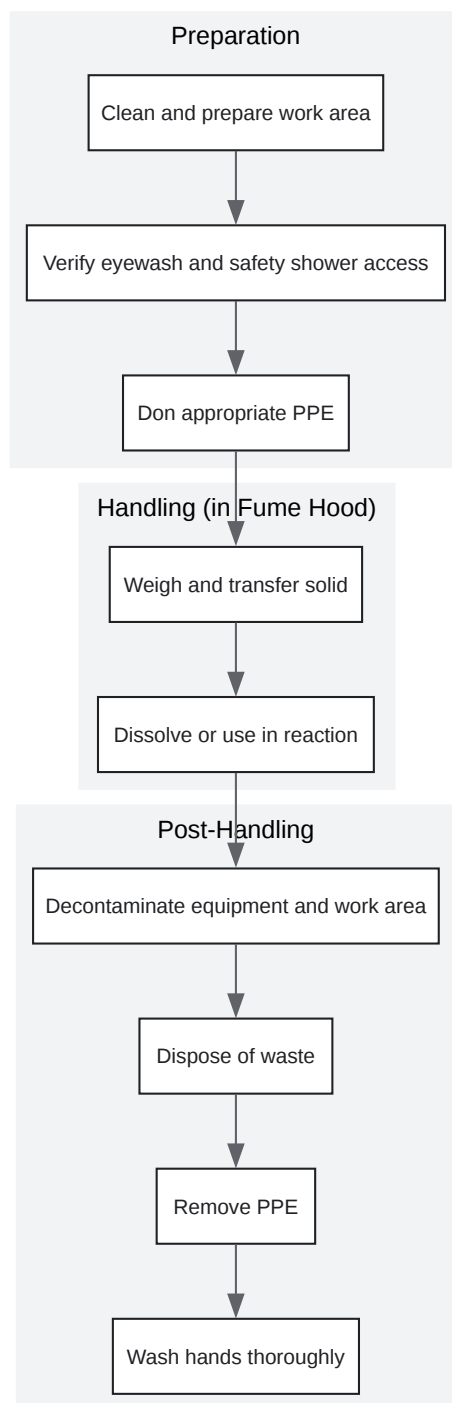 Preparation
Clean and prepare work area
Verify eyewash and safety shower access
Don appropriate PPE
Handling (in Fume Hood)
Weigh and transfer solid
Dissolve or use in reaction
Post-Handling
Decontaminate equipment and work area
Dispose of waste
Remove PPE
Wash hands thoroughly